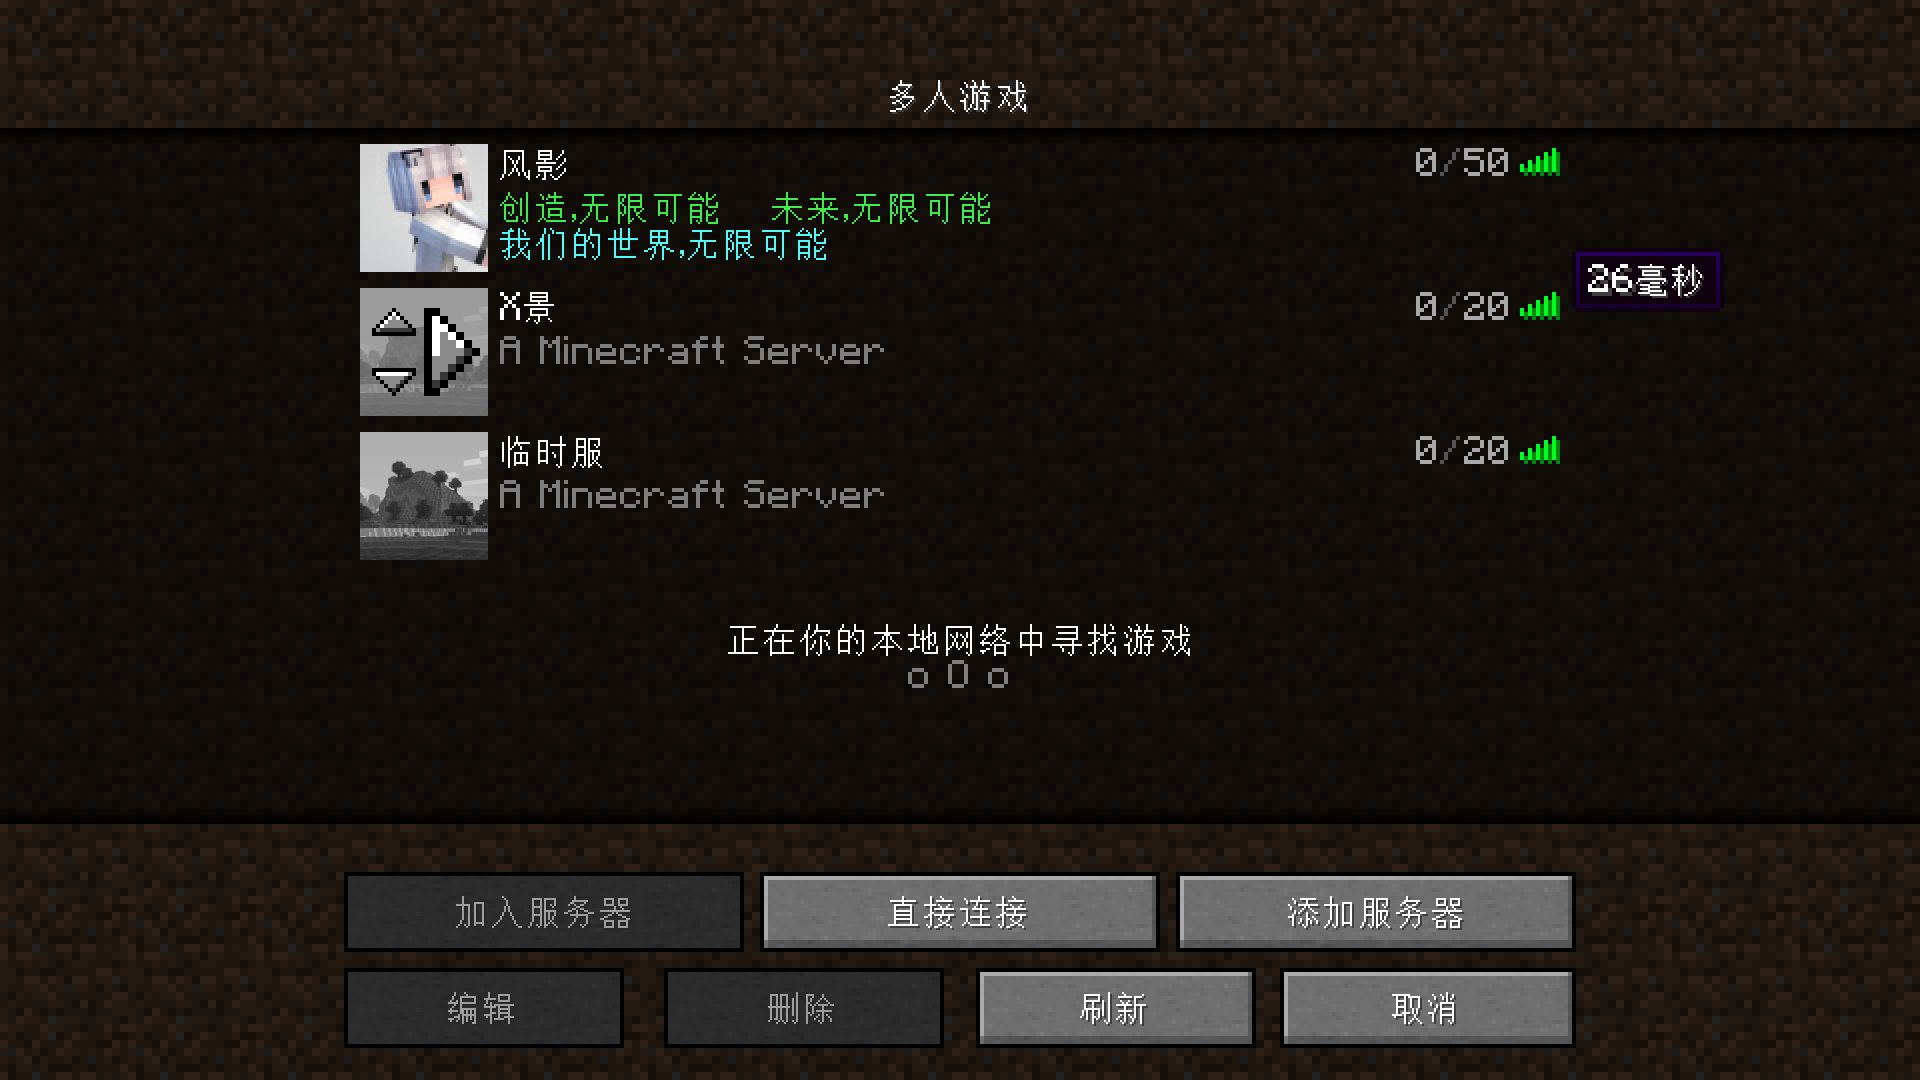 多人游戏
风影
0/50
创造,无限可能 未来,无限可能
我们的世界,无限可能
26毫秒
X景
0/20
A Minecraft Server
临时服
0/20
A Minecraft Server
正在你的本地网络中寻找游戏
o O o
加入服务器
直接连接
添加服务器
编辑
删除
刷新
取消